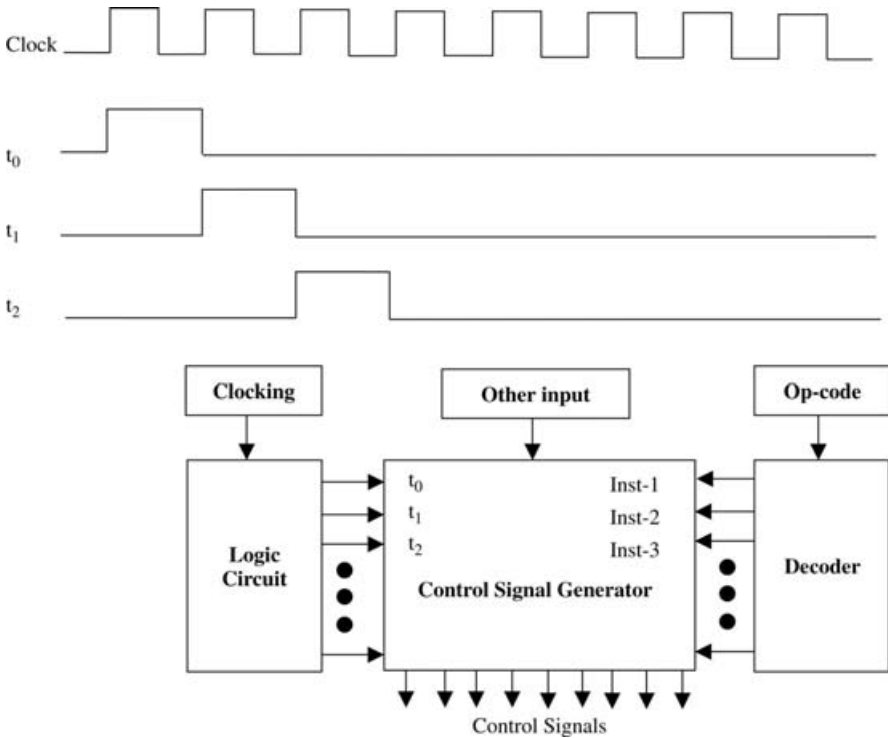 Clock
t₀
t₁
t₂
Clocking
Other input
Op-code
t₀
Inst-1
t₁
Inst-2
t₂
Inst-3
Logic
Circuit
Control Signal Generator
Decoder
Control Signals